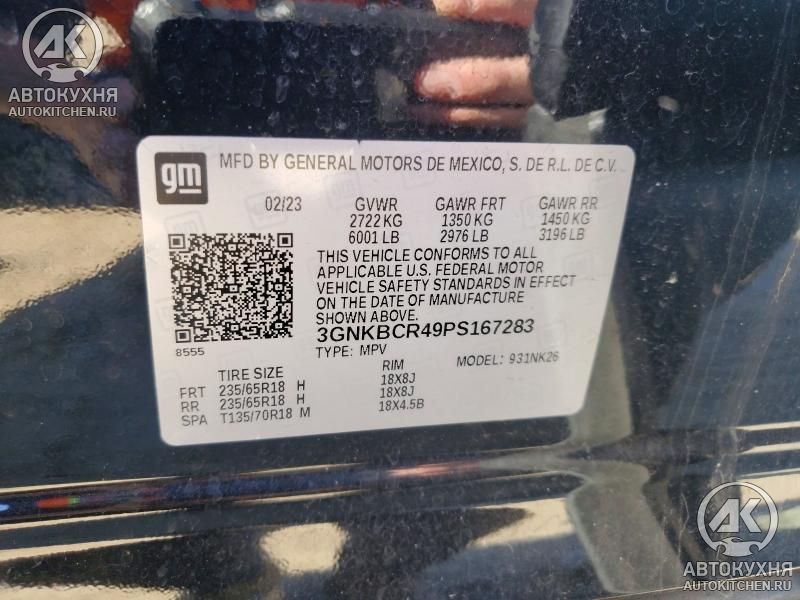 AK
АВТОКУХНЯ
AUTOKITCHEN.RU
gm
MFD BY GENERAL MOTORS DE MEXICO, S. DE R.L. DE C.V.
02/23 GVWR GAWR FRT GAWR RR
2722 KG 1350 KG 1450 KG
6001 LB 2976 LB 3196 LB
THIS VEHICLE CONFORMS TO ALL
APPLICABLE U.S. FEDERAL MOTOR
VEHICLE SAFETY STANDARDS IN EFFECT
ON THE DATE OF MANUFACTURE
SHOWN ABOVE.
3GNKBCR49PS167283
8555
TYPE: MPV MODEL: 931NK26
TIRE SIZE RIM
FRT 235/65R18 H 18X8J
RR 235/65R18 H 18X8J
SPA T135/70R18 M 18X4.5B
AK
АВТОКУХНЯ
AUTOKITCHEN.RU